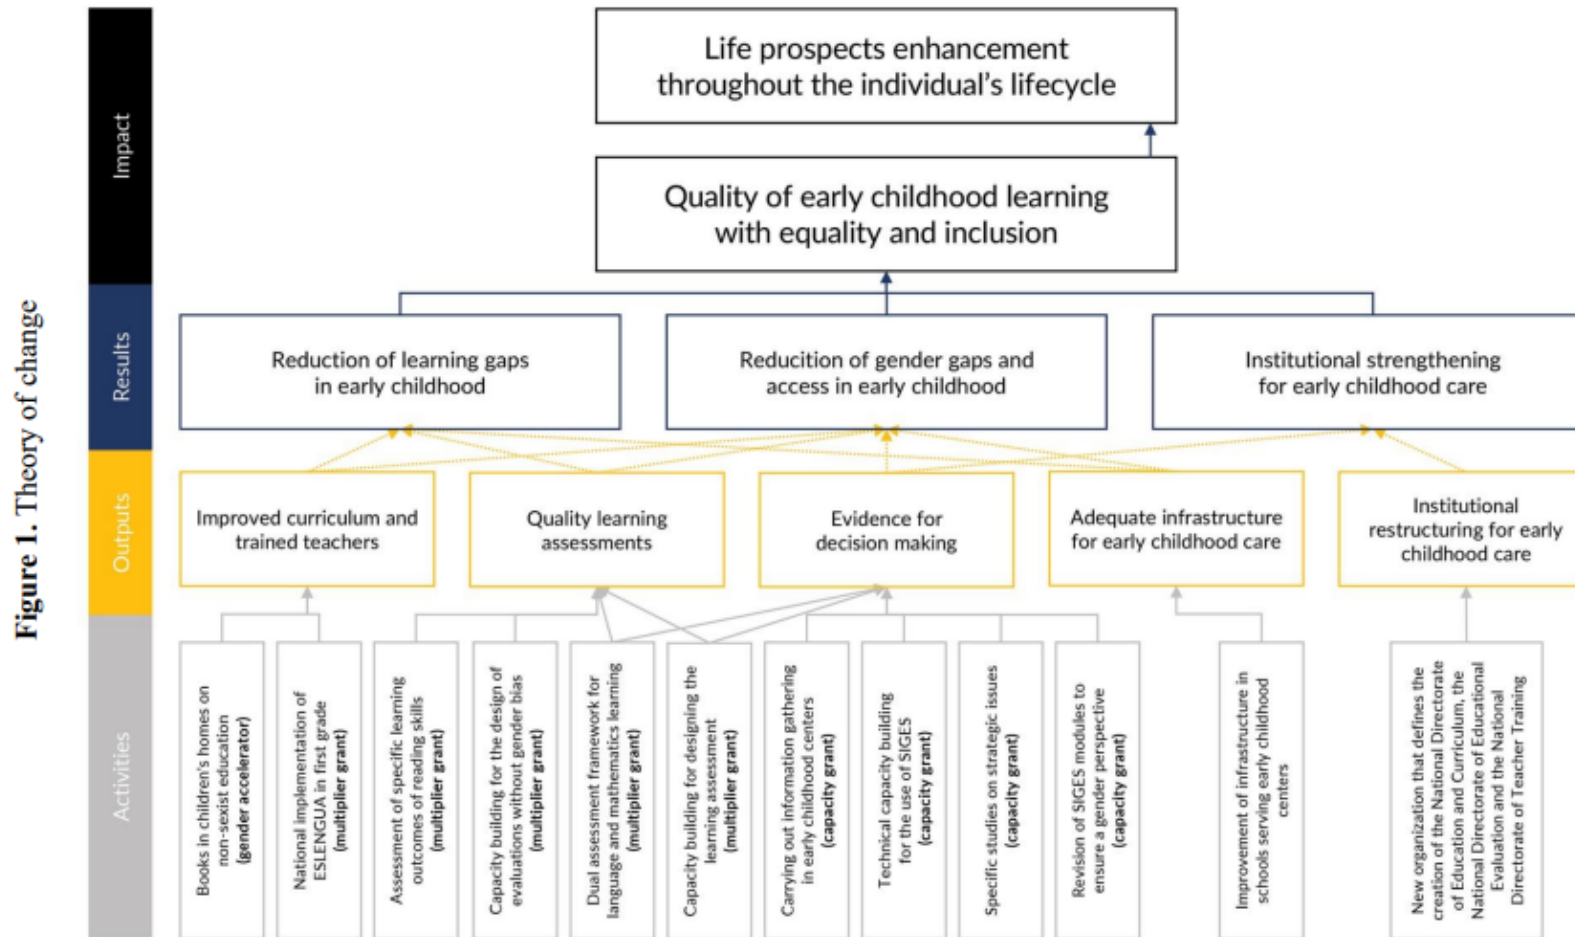 Figure 1. Theory of change
Impact
Life prospects enhancement
throughout the individual's lifecycle
Quality of early childhood learning
with equality and inclusion
Results
Reduction of learning gaps
in early childhood
Reducition of gender gaps and
access in early childhood
Institutional strengthening
for early childhood care
Outputs
Improved curriculum and
trained teachers
Quality learning
assessments
Evidence for
decision making
Adequate infrastructure
for early childhood care
Institutional
restructuring for early
childhood care
Activities
Books in children's homes on
non-sexist education
(gender accelerator)
National implementation of
ESLENGUA in first grade
(multiplier grant)
Assessment of specific learning
outcomes of reading skills
(multiplier grant)
Capacity building for the design of
evaluations without gender bias
(multiplier grant)
Dual assessment framework for
language and mathematics learning
(multiplier grant)
Capacity building for designing the
learning assessment
(multiplier grant)
Carrying out information gathering
in early childhood centers
(capacity grant)
Technical capacity building
for the use of SIGES
(capacity grant)
Specific studies on strategic issues
(capacity grant)
Revision of SIGES modules to
ensure a gender perspective
(capacity grant)
Improvement of infrastructure in
schools serving early childhood
centers
New organization that defines the
creation of the National Directorate
of Education and Curriculum, the
National Directorate of Educational
Evaluation and the National
Directorate of Teacher Training